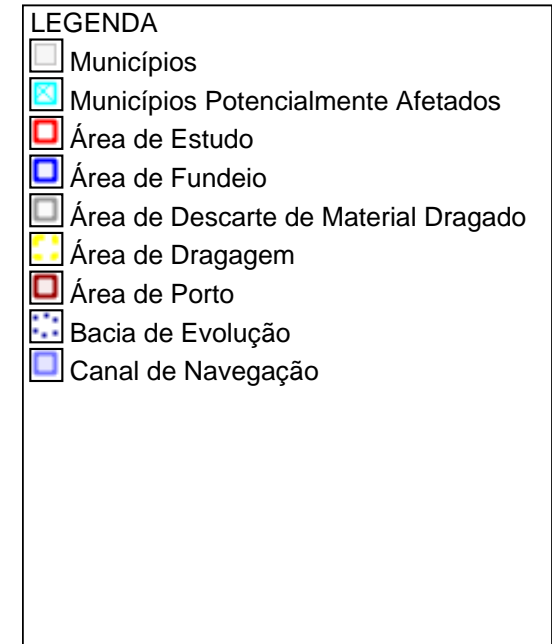 LEGENDA
Municípios
Municípios Potencialmente Afetados
Área de Estudo
Área de Fundeio
Área de Descarte de Material Dragado
Área de Dragagem
Área de Porto
Bacia de Evolução
Canal de Navegação